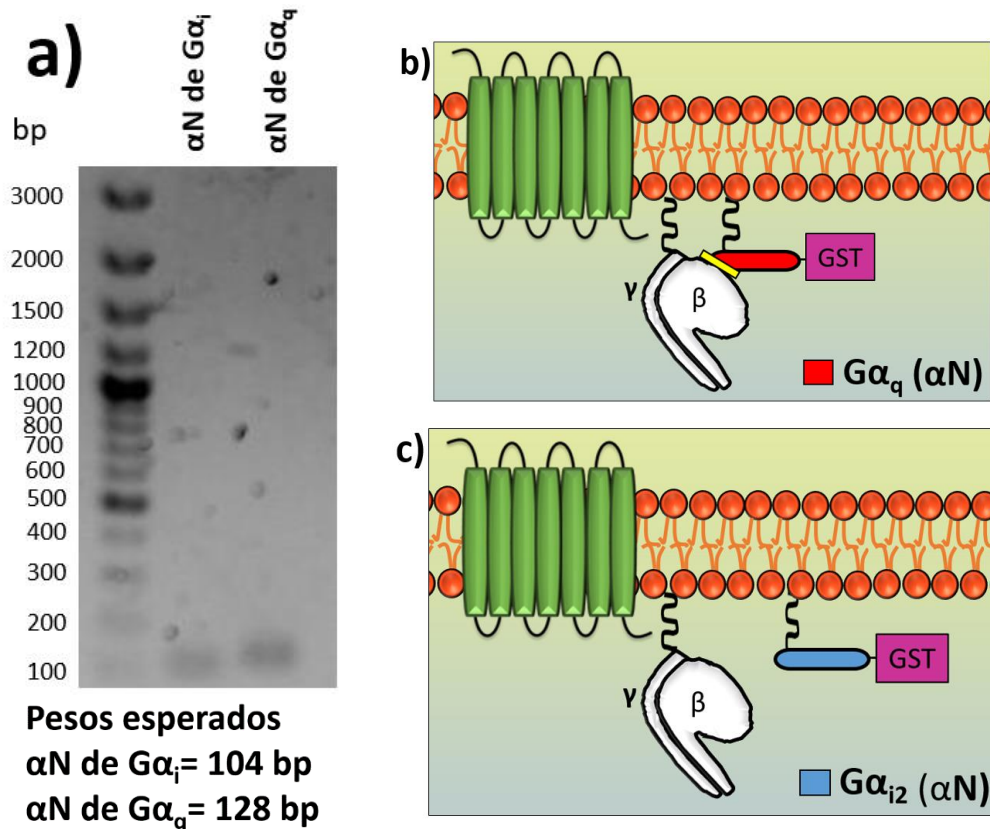 a)
αN de Gαi
αN de Gαq
bp
3000
2000
1500
1200
1000
900
800
700
600
500
400
300
200
100
Pesos esperados
αN de Gαi= 104 bp
αN de Gαq= 128 bp
b)
GST
γ
β
Gαq (αN)
c)
GST
γ
β
Gαi2 (αN)